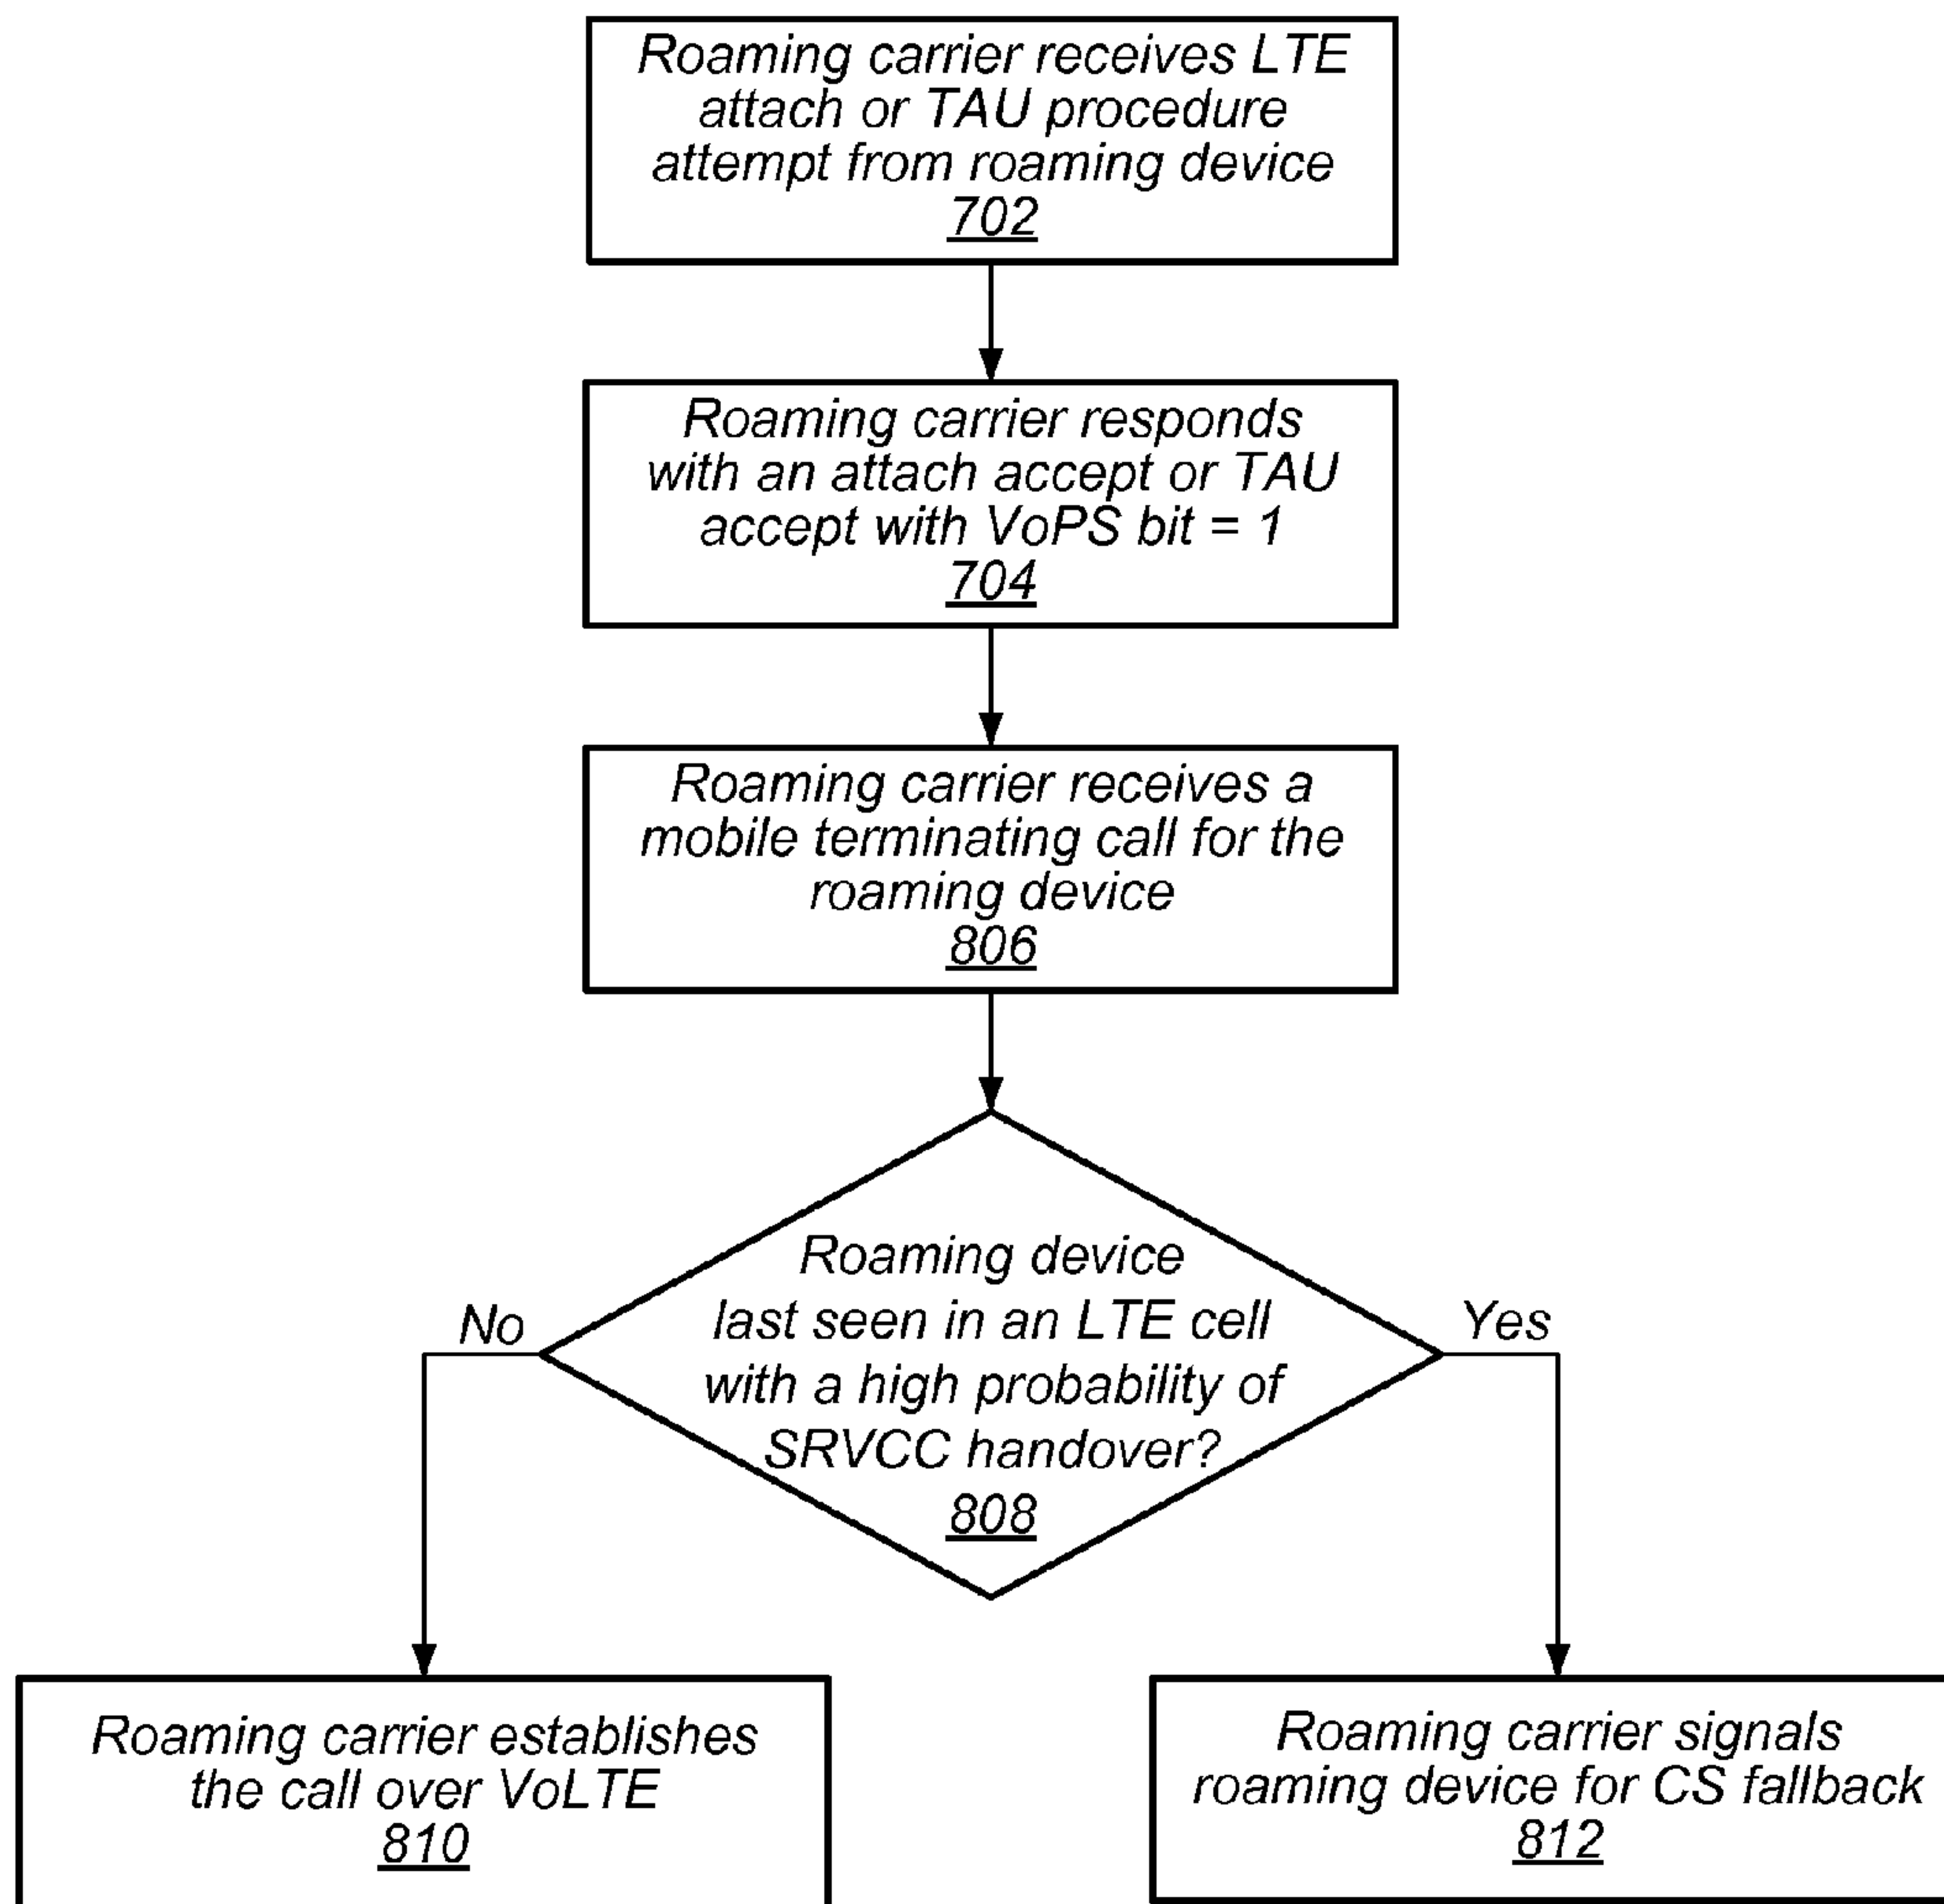 Roaming carrier receives LTE
attach or TAU procedure
attempt from roaming device
702
Roaming carrier responds
with an attach accept or TAU
accept with VoPS bit = 1
704
Roaming carrier receives a
mobile terminating call for the
roaming device
806
Roaming device
last seen in an LTE cell
with a high probability of
SRVCC handover?
808
No
Yes
Roaming carrier establishes
the call over VoLTE
810
Roaming carrier signals
roaming device for CS fallback
812